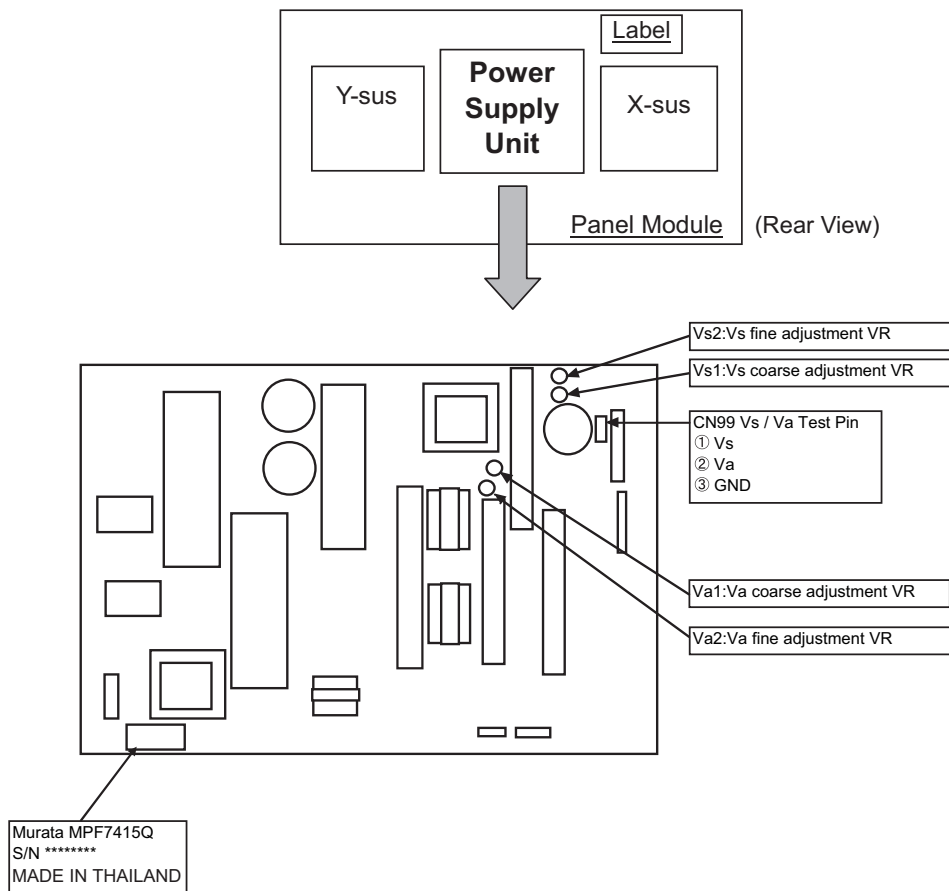 Label
Y-sus
Power
Supply
Unit
X-sus
Panel Module
(Rear View)
Vs2:Vs fine adjustment VR
Vs1:Vs coarse adjustment VR
CN99 Vs / Va Test Pin
① Vs
② Va
③ GND
Va1:Va coarse adjustment VR
Va2:Va fine adjustment VR
Murata MPF7415Q
S/N ********
MADE IN THAILAND